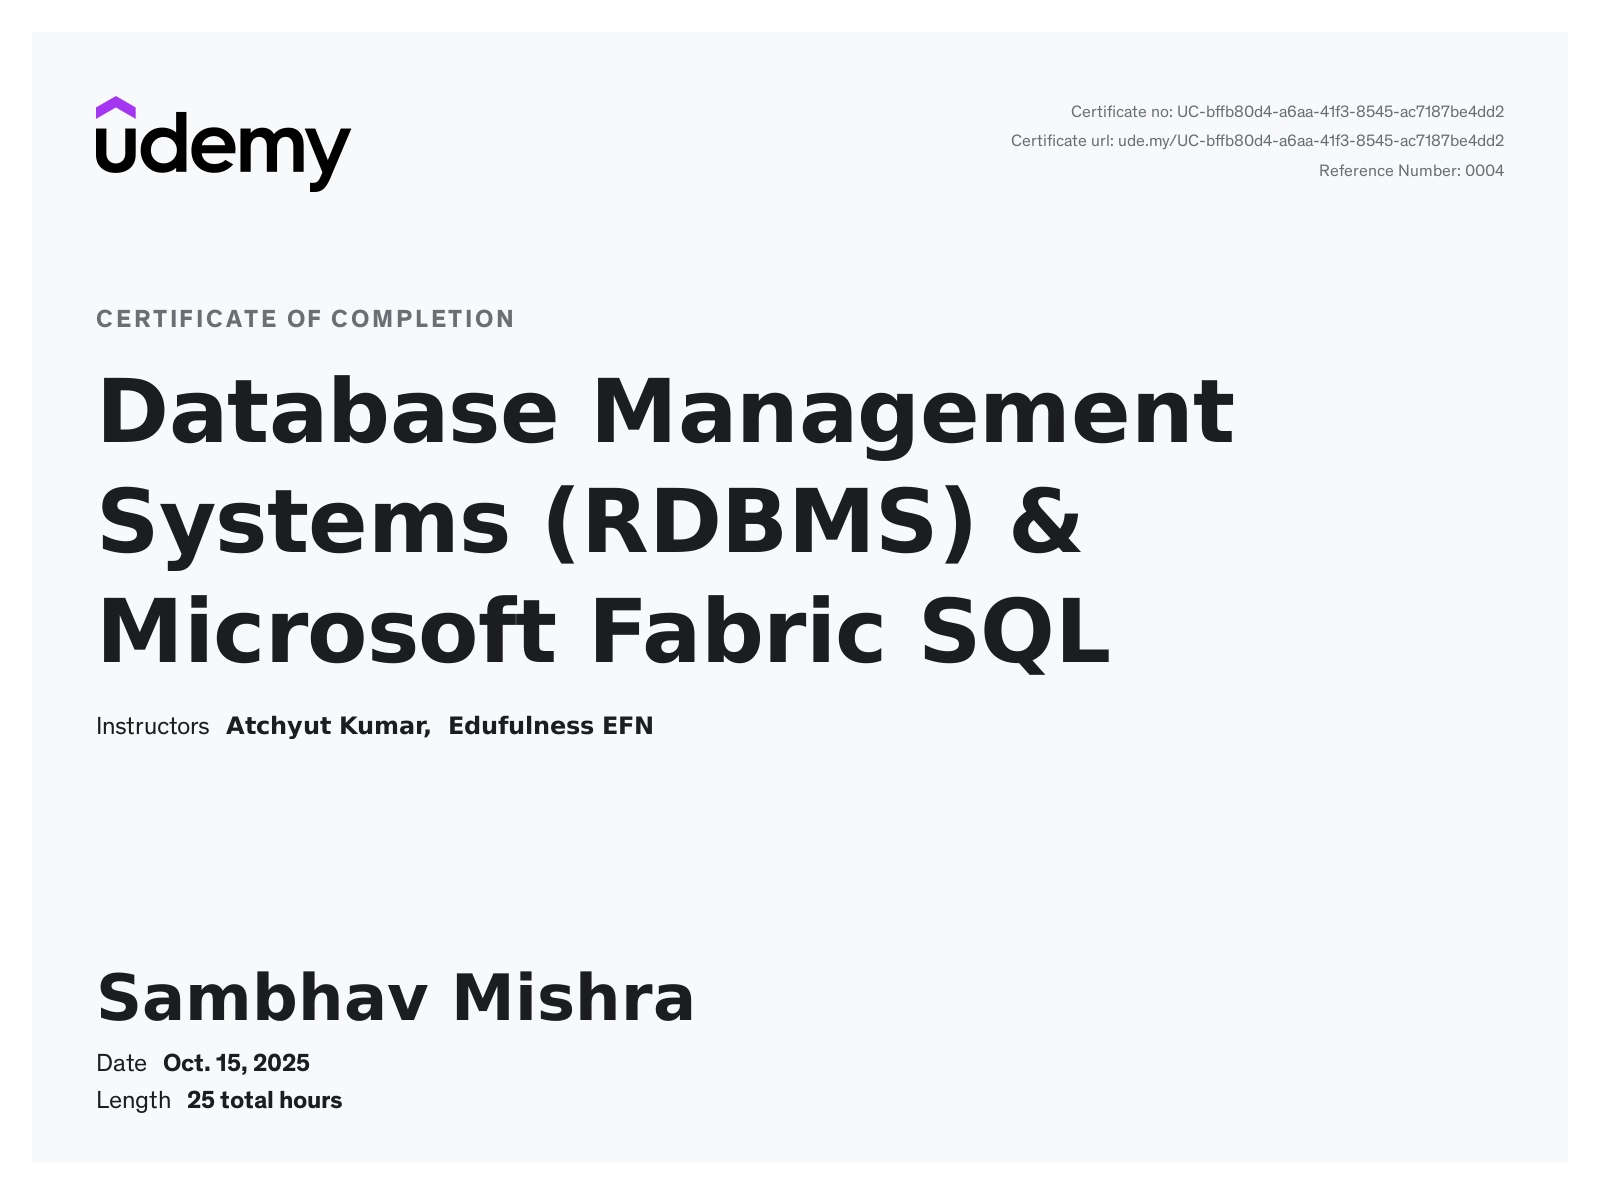 udemy
Certificate no: UC-bffb80d4-a6aa-41f3-8545-ac7187be4dd2
Certificate url: ude.my/UC-bffb80d4-a6aa-41f3-8545-ac7187be4dd2
Reference Number: 0004
CERTIFICATE OF COMPLETION
Database Management
Systems (RDBMS) &
Microsoft Fabric SQL
Instructors Atchyut Kumar, Edufulness EFN
Sambhav Mishra
Date Oct. 15, 2025
Length 25 total hours